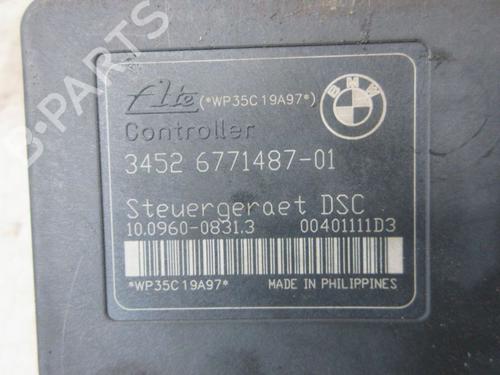 Ate (*WP35C19A97*)
BMW
Controller
3452 6771487-01
Steuergeraet DSC
10.0960-0831.3 00401111D3
*WP35C19A97* MADE IN PHILIPPINES
B-PARTS